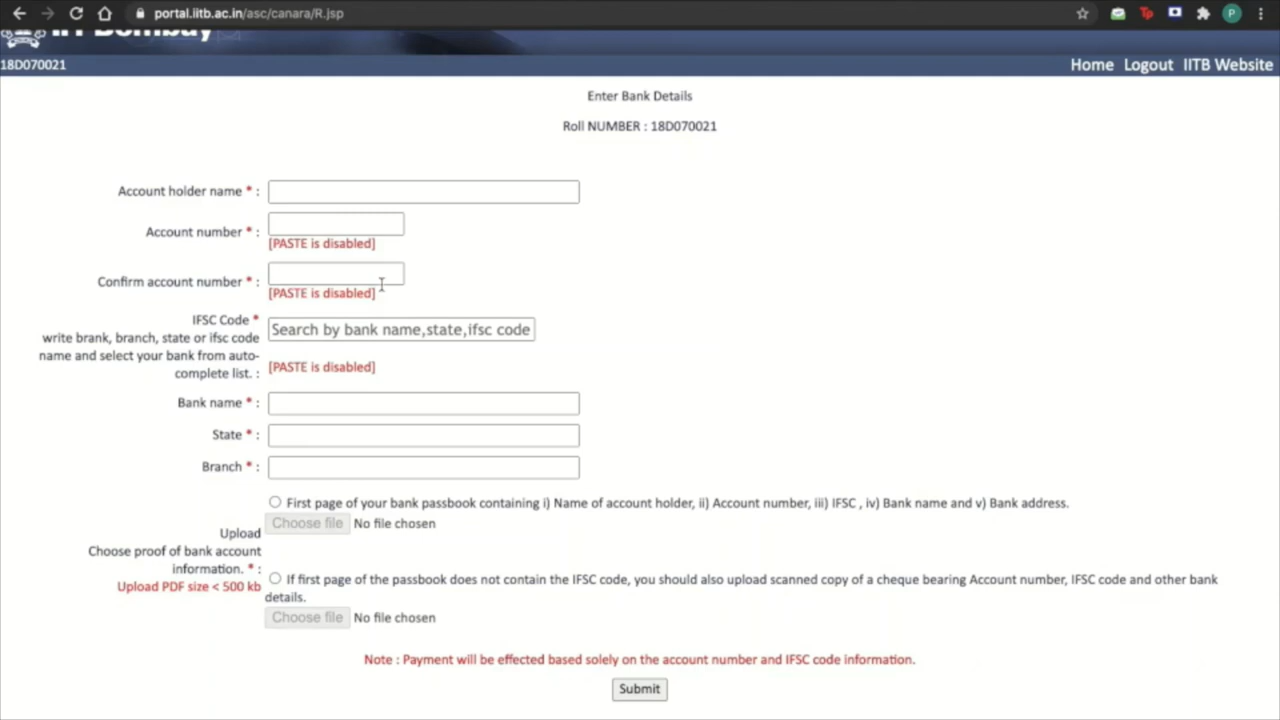 portal.iitb.ac.in/asc/canara/R.jsp
P
IIT Bombay
18D070021
Home Logout IITB Website
Enter Bank Details
Roll NUMBER : 18D070021
Account holder name * :
Account number * :
[PASTE is disabled]
Confirm account number * :
[PASTE is disabled]
IFSC Code *
write brank, branch, state or ifsc code
name and select your bank from auto-
complete list. :
Search by bank name,state,ifsc code
[PASTE is disabled]
Bank name * :
State * :
Branch * :
First page of your bank passbook containing i) Name of account holder, ii) Account number, iii) IFSC , iv) Bank name and v) Bank address.
Choose file No file chosen
Upload
Choose proof of bank account
information. * :
Upload PDF size < 500 kb
If first page of the passbook does not contain the IFSC code, you should also upload scanned copy of a cheque bearing Account number, IFSC code and other bank
details.
Choose file No file chosen
Note : Payment will be effected based solely on the account number and IFSC code information.
Submit